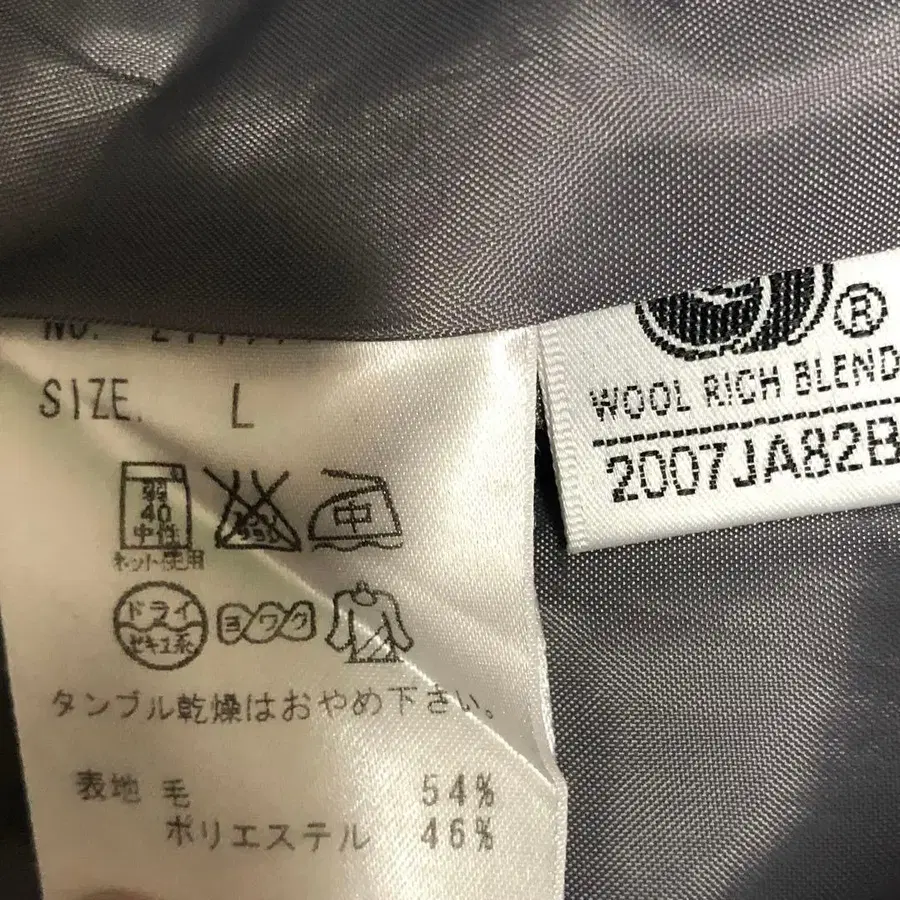 SIZE. L
弱
40
中性
ネット使用
中
ドライ
セキユ系
ヨワク
タンブル乾燥はおやめ下さい。
表地 毛 54%
ポリエステル 46%
®
WOOL RICH BLEND
2007JA82B